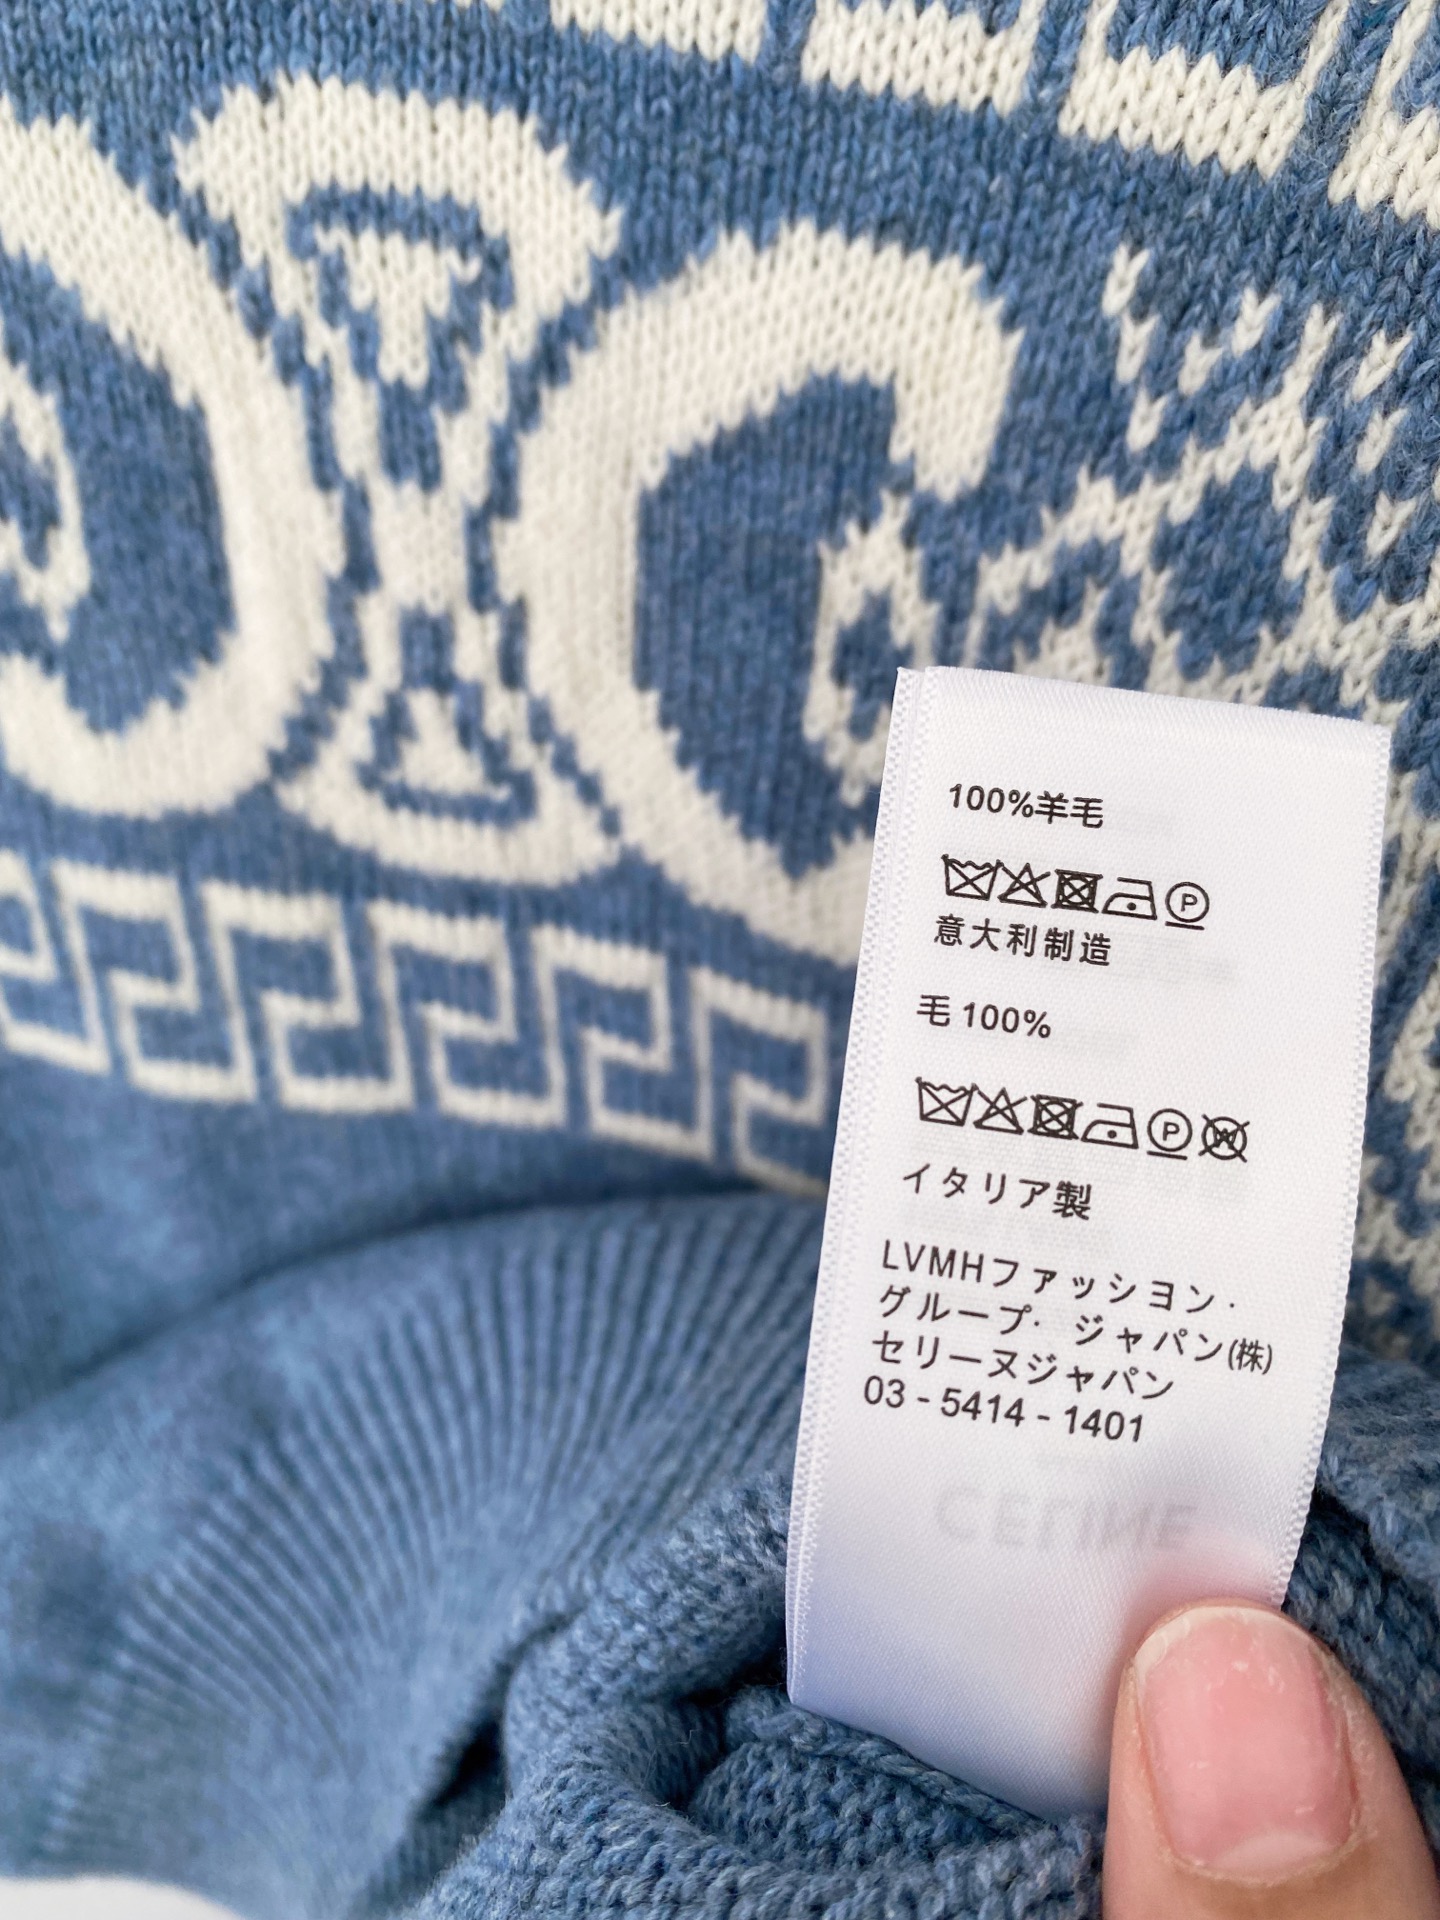 100%羊毛
P
意大利制造
毛 100%
P W
イタリア製
LVMHファッション・
グループ・ジャパン(株)
セリーヌジャパン
03 - 5414 - 1401
CELINE